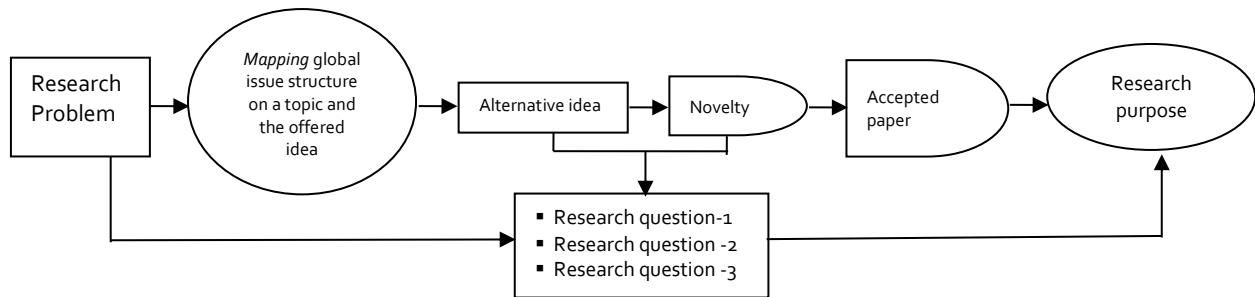 Research
Problem
Mapping global
issue structure
on a topic and
the offered
idea
Alternative idea
Novelty
Accepted
paper
Research
purpose
▪ Research question-1
▪ Research question -2
▪ Research question -3